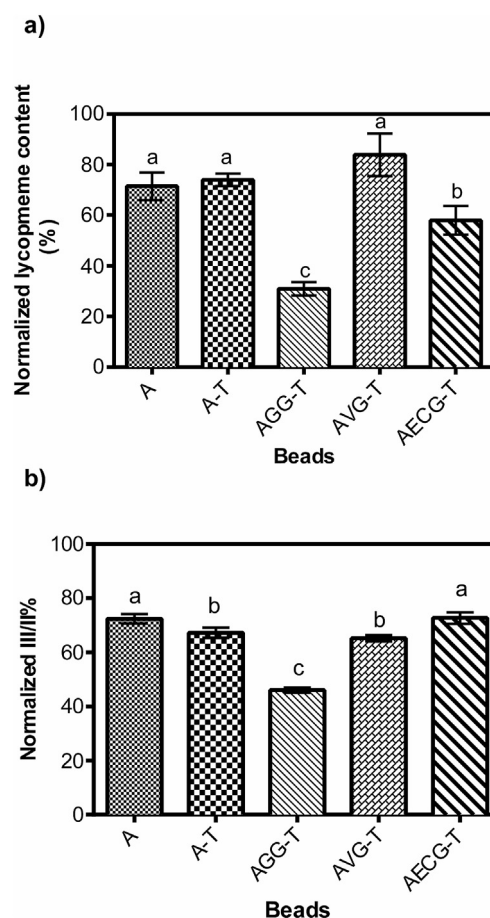 a)
Normalized lycopmeme content
(%)
100
80
60
40
20
0
a
a
c
a
b
A
A-T
AGG-T
AVG-T
AECG-T
Beads
b)
Normalized III/II%
100
80
60
40
20
0
a
b
c
b
a
A
A-T
AGG-T
AVG-T
AECG-T
Beads